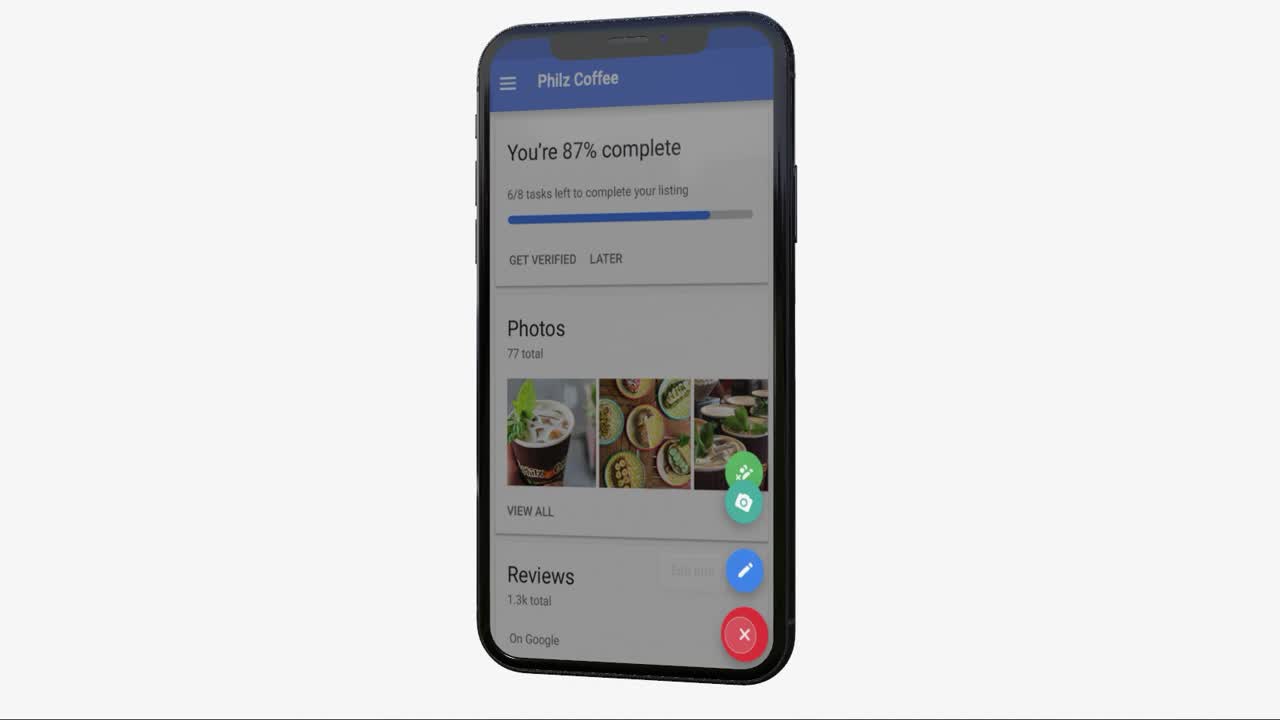 Philz Coffee
You're 87% complete
6/8 tasks left to complete your listing
GET VERIFIED LATER
Photos
77 total
VIEW ALL
Reviews
1.3k total
On Google